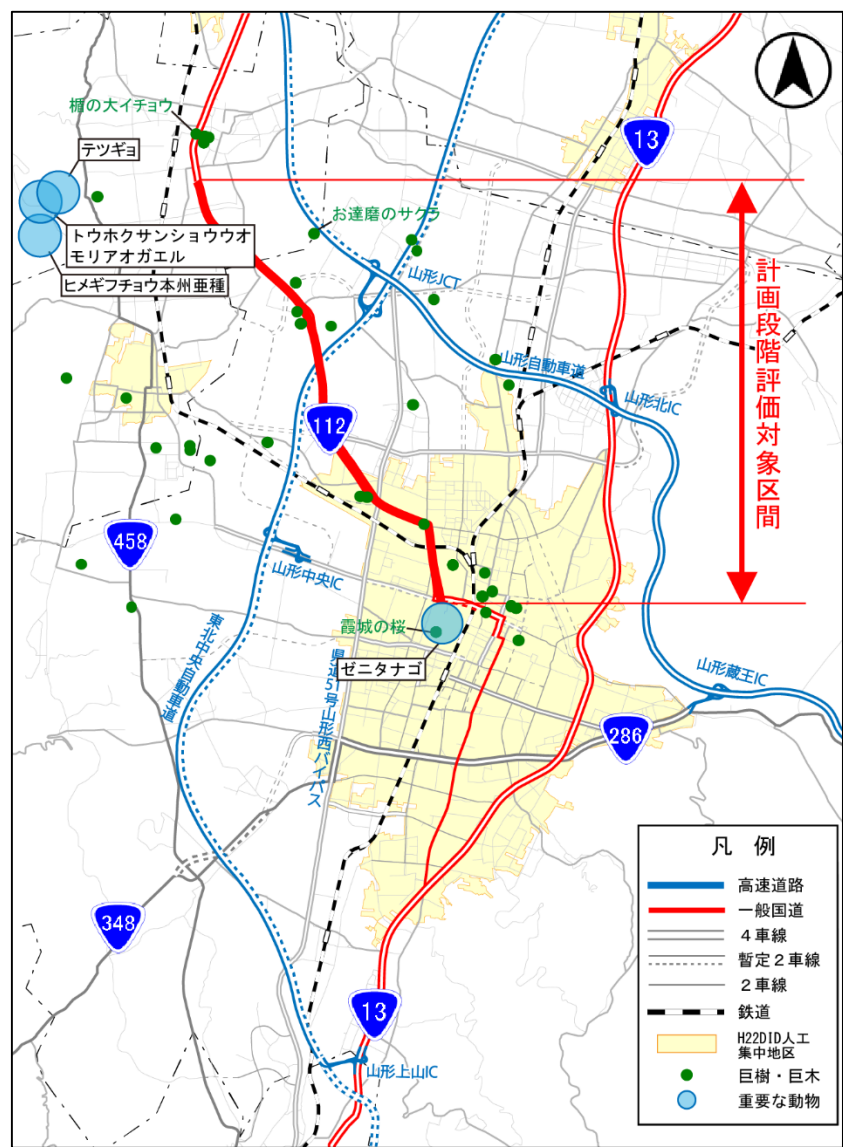 13
楯の大イチョウ
テツギョ
お達磨のサクラ
トウホクサンショウウオ
モリアオガエル
ヒメギフチョウ本州亜種
山形JCT
計画段階評価対象区間
山形自動車道
山形北IC
112
458
山形中央IC
霞城の桜
ゼニタナゴ
東北中央自動車道
県道51号山形西バイパス
山形蔵王IC
286
348
13
山形上山IC
凡 例
高速道路
一般国道
4車線
暫定2車線
2車線
鉄道
H22DID人工
集中地区
巨樹・巨木
重要な動物